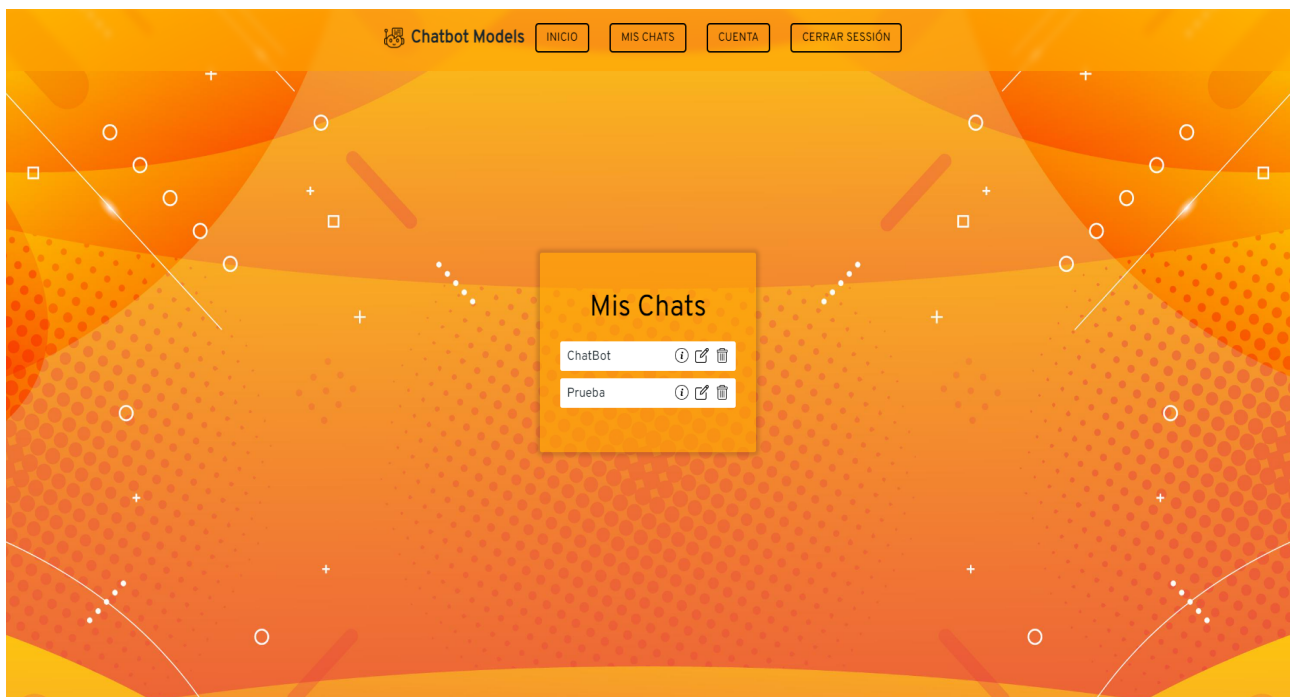 Chatbot Models INICIO MIS CHATS CUENTA CERRAR SESSIÓN
Mis Chats
ChatBot
Prueba